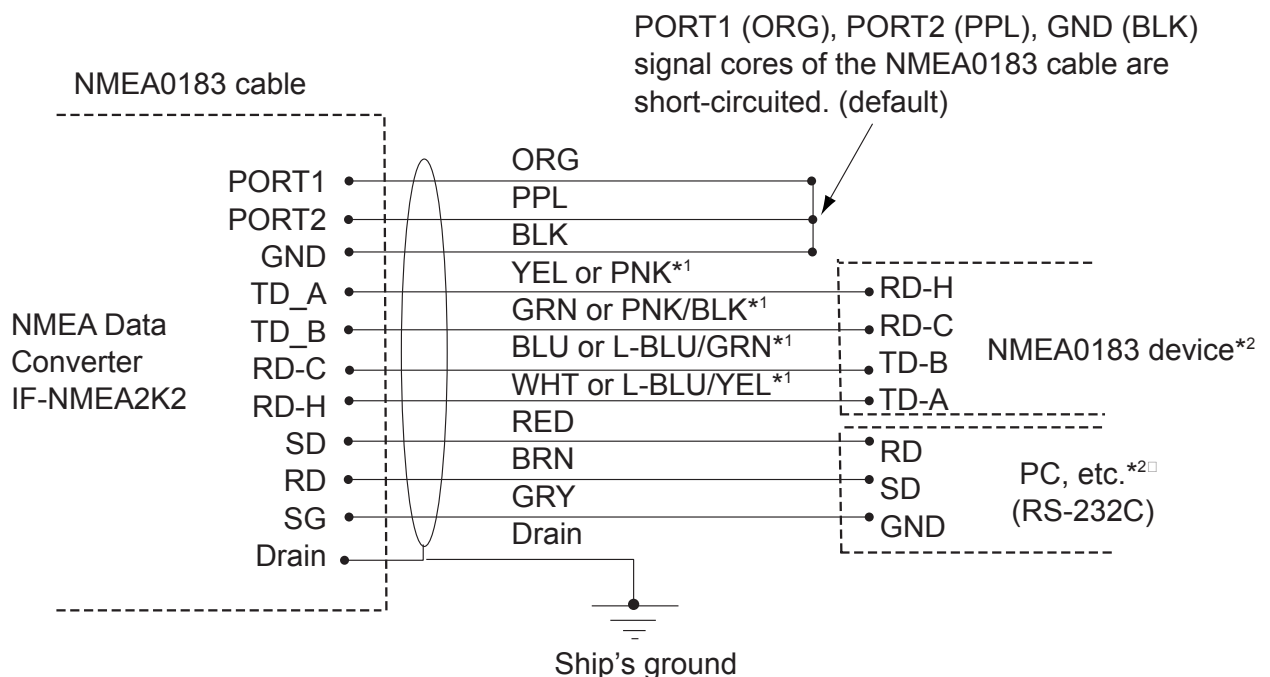 PORT1 (ORG), PORT2 (PPL), GND (BLK)
signal cores of the NMEA0183 cable are
short-circuited. (default)
NMEA0183 cable
ORG
PORT1
PPL
PORT2
BLK
GND
YEL or PNK*1
TD_A
RD-H
GRN or PNK/BLK*1
TD_B
RD-C
BLU or L-BLU/GRN*1
RD-C
TD-B
WHT or L-BLU/YEL*1
RD-H
TD-A
NMEA Data
Converter
IF-NMEA2K2
NMEA0183 device*2
RED
SD
RD
BRN
RD
SD
GRY
SG
GND
Drain
Drain
PC, etc.*2□
(RS-232C)
Ship's ground